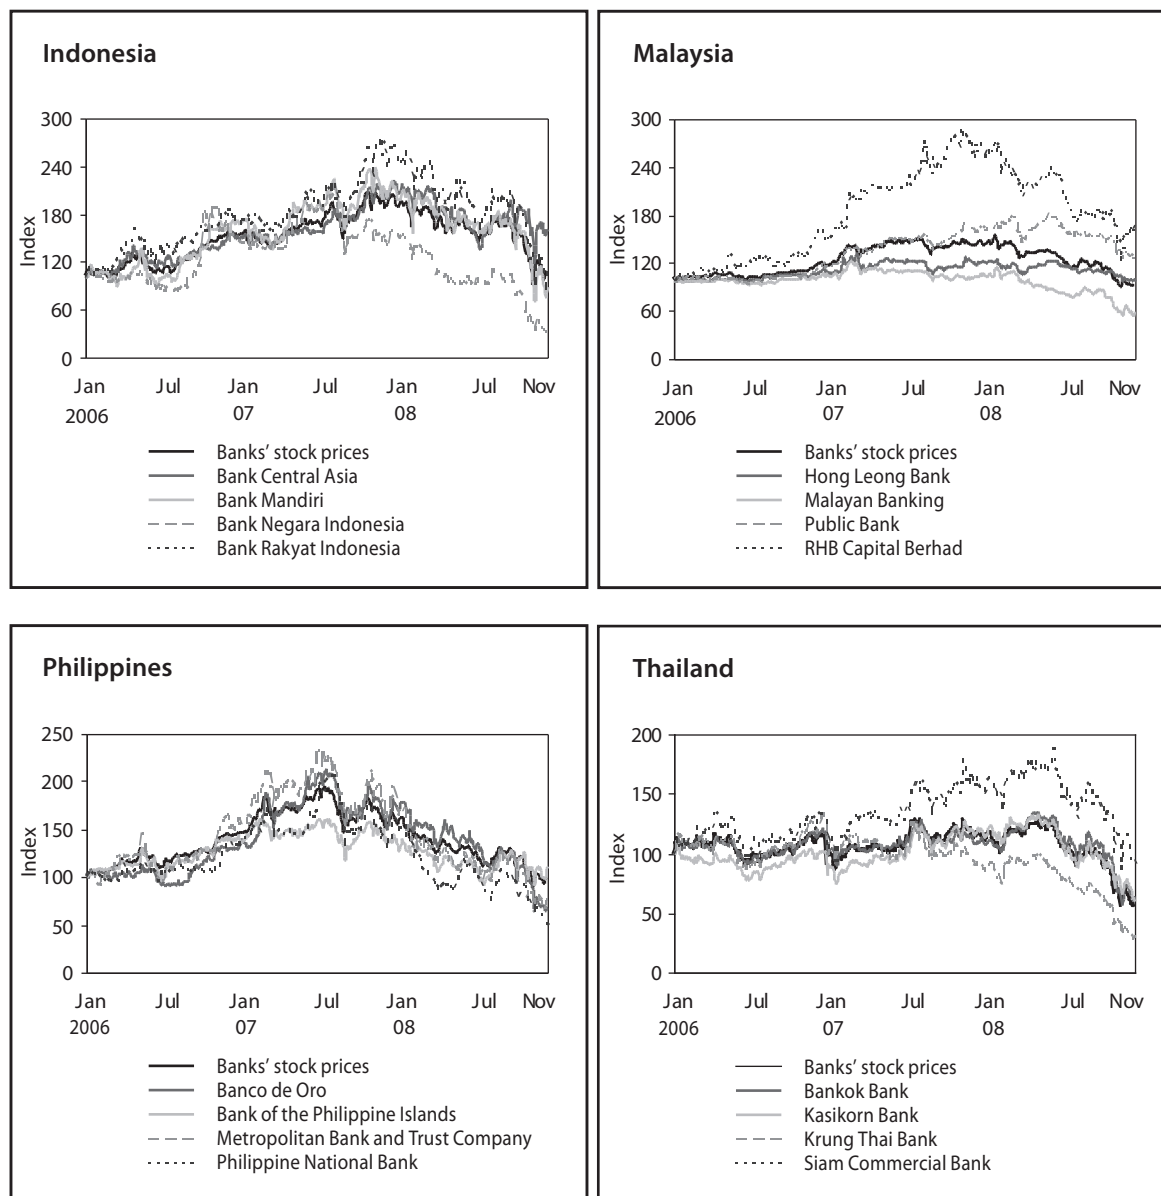 Indonesia
300
240
180
120
60
0
Index
Jan Jul Jan Jul Jan Jul Nov
2006 07 08
Banks’ stock prices
Bank Central Asia
Bank Mandiri
Bank Negara Indonesia
Bank Rakyat Indonesia
Malaysia
300
240
180
120
60
0
Index
Jan Jul Jan Jul Jan Jul Nov
2006 07 08
Banks’ stock prices
Hong Leong Bank
Malayan Banking
Public Bank
RHB Capital Berhad
Philippines
250
200
150
100
50
0
Index
Jan Jul Jan Jul Jan Jul Nov
2006 07 08
Banks’ stock prices
Banco de Oro
Bank of the Philippine Islands
Metropolitan Bank and Trust Company
Philippine National Bank
Thailand
200
150
100
50
0
Index
Jan Jul Jan Jul Jan Jul Nov
2006 07 08
Banks’ stock prices
Bankok Bank
Kasikorn Bank
Krung Thai Bank
Siam Commercial Bank